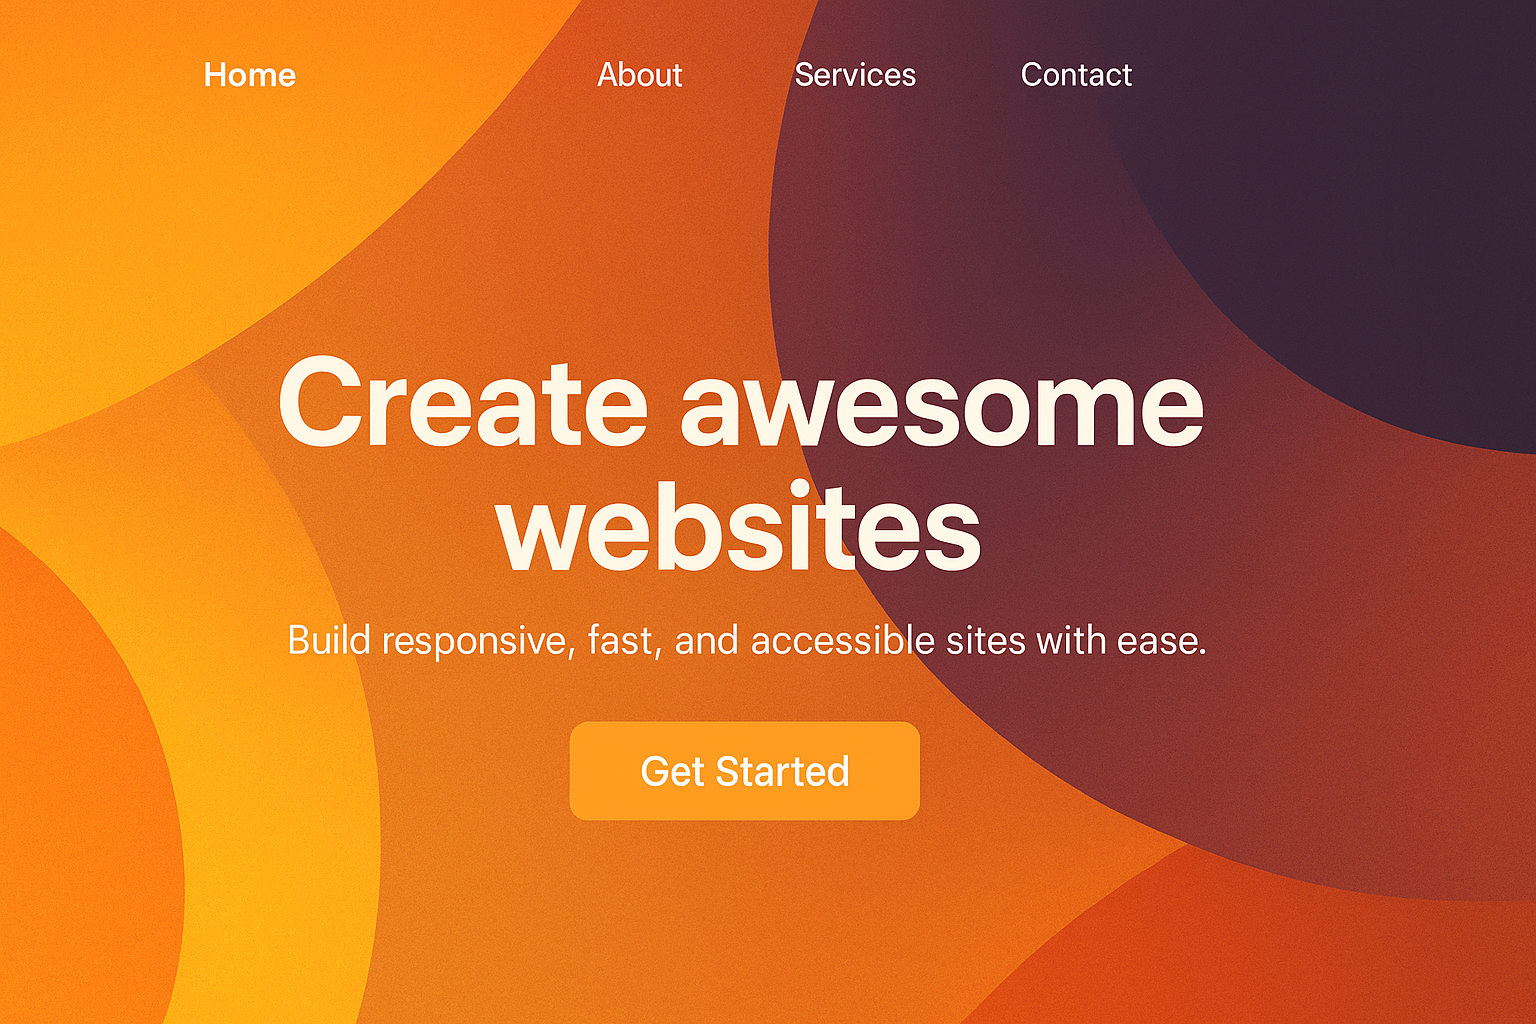 Home About Services Contact
Create awesome
websites
Build responsive, fast, and accessible sites with ease.
Get Started